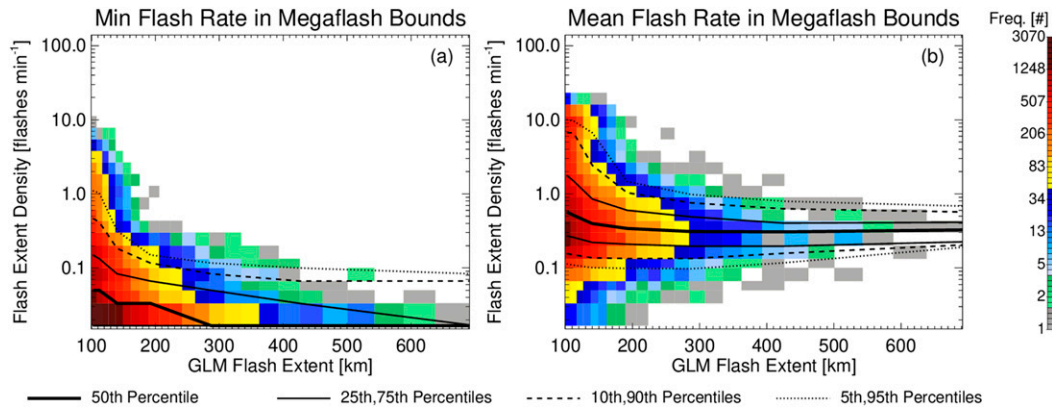 Min Flash Rate in Megaflash Bounds
Mean Flash Rate in Megaflash Bounds
Freq. [#]
(a)
(b)
Flash Extent Density [flashes min⁻¹]
100.0
10.0
1.0
0.1
100 200 300 400 500 600
GLM Flash Extent [km]
Flash Extent Density [flashes min⁻¹]
100.0
10.0
1.0
0.1
100 200 300 400 500 600
GLM Flash Extent [km]
3070
1248
507
206
83
34
13
5
2
1
50th Percentile
25th,75th Percentiles
10th,90th Percentiles
5th,95th Percentiles